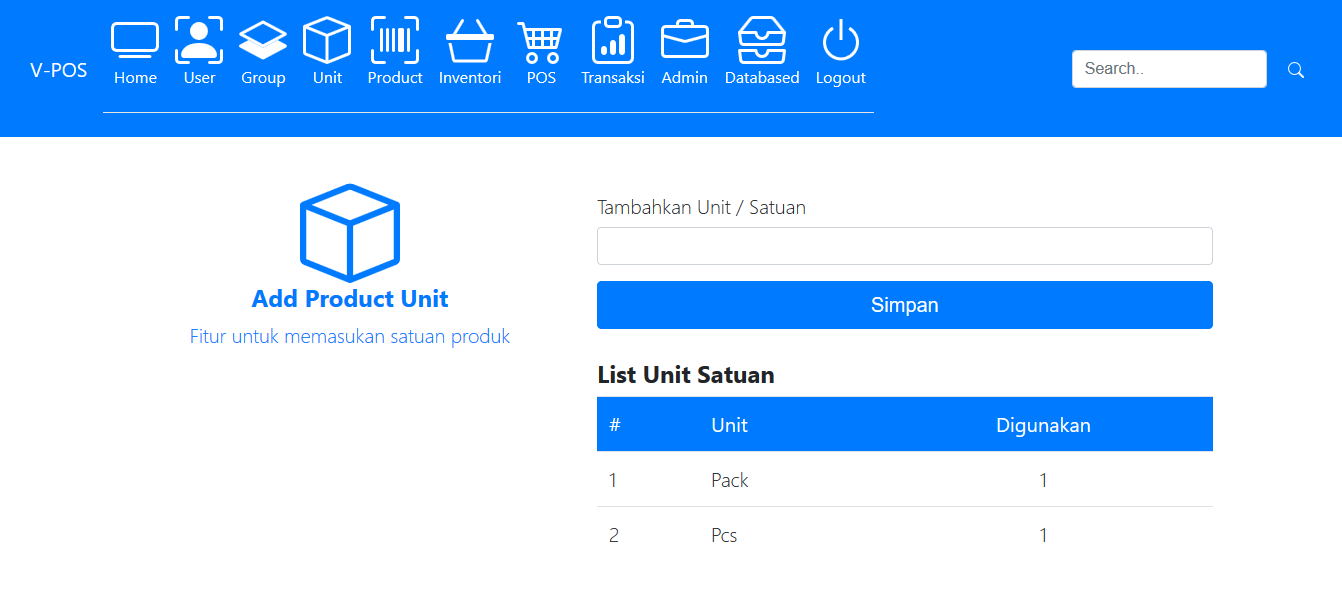 V-POS
Home User Group Unit Product Inventori POS Transaksi Admin Databased Logout
Search..
Add Product Unit
Fitur untuk memasukan satuan produk
Tambahkan Unit / Satuan
Simpan
List Unit Satuan
# Unit Digunakan
1 Pack 1
2 Pcs 1